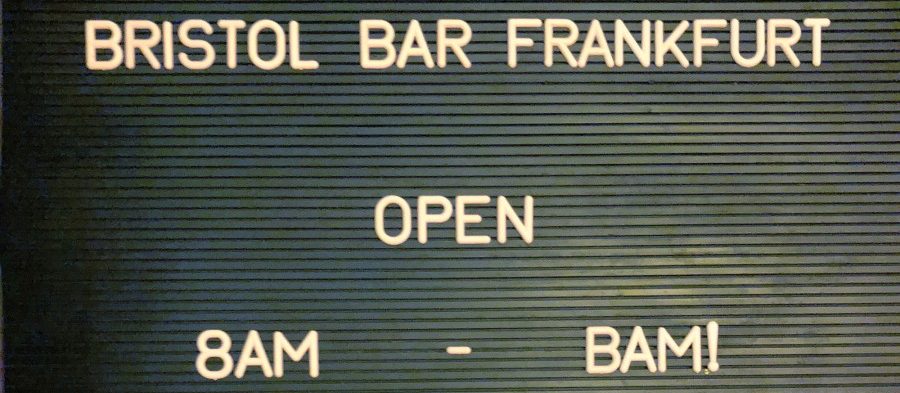 BRISTOL BAR FRANKFURT
OPEN
8AM - BAM!